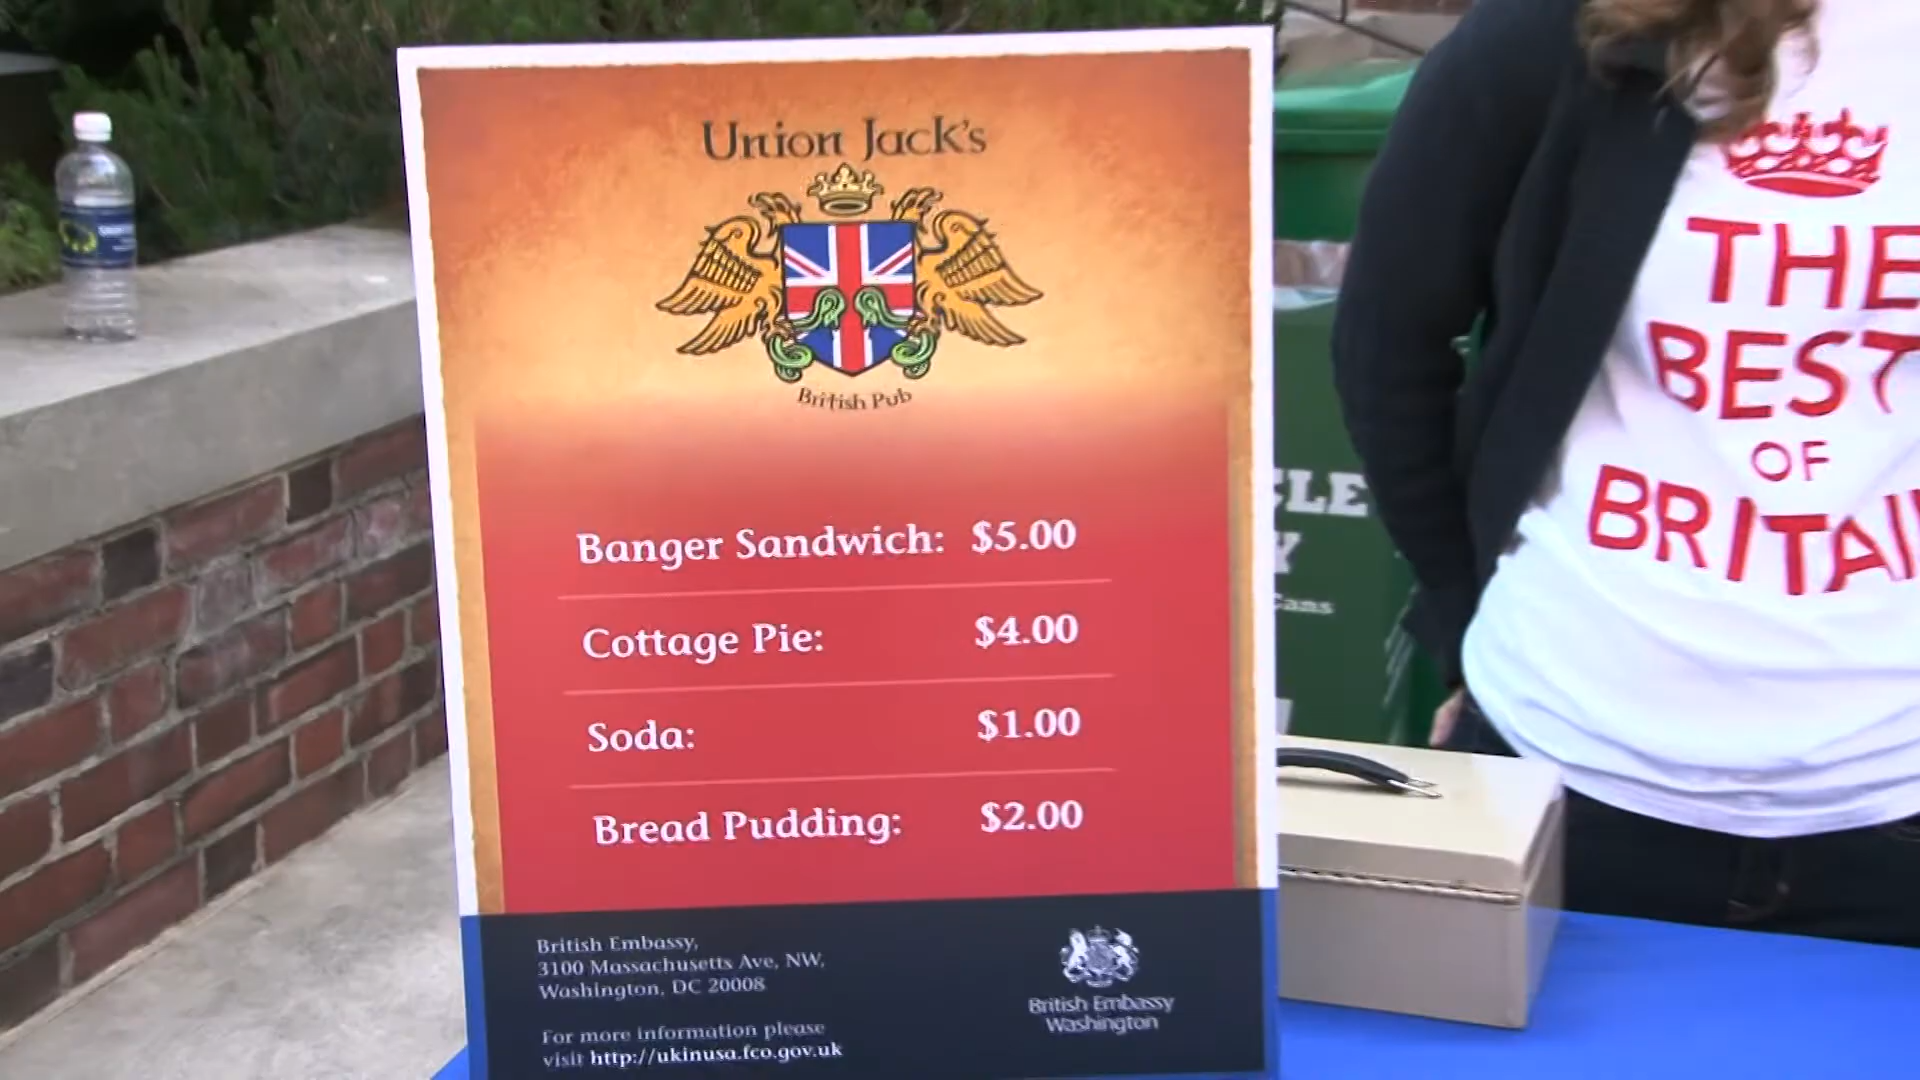 Union Jack's
British Pub
Banger Sandwich: $5.00
Cottage Pie: $4.00
Soda: $1.00
Bread Pudding: $2.00
British Embassy,
3100 Massachusetts Ave, NW,
Washington, DC 20008
For more information please
visit http://ukinusa.fco.gov.uk
British Embassy
Washington
THE
BEST
OF
BRITAI
CLE
Y
Cans